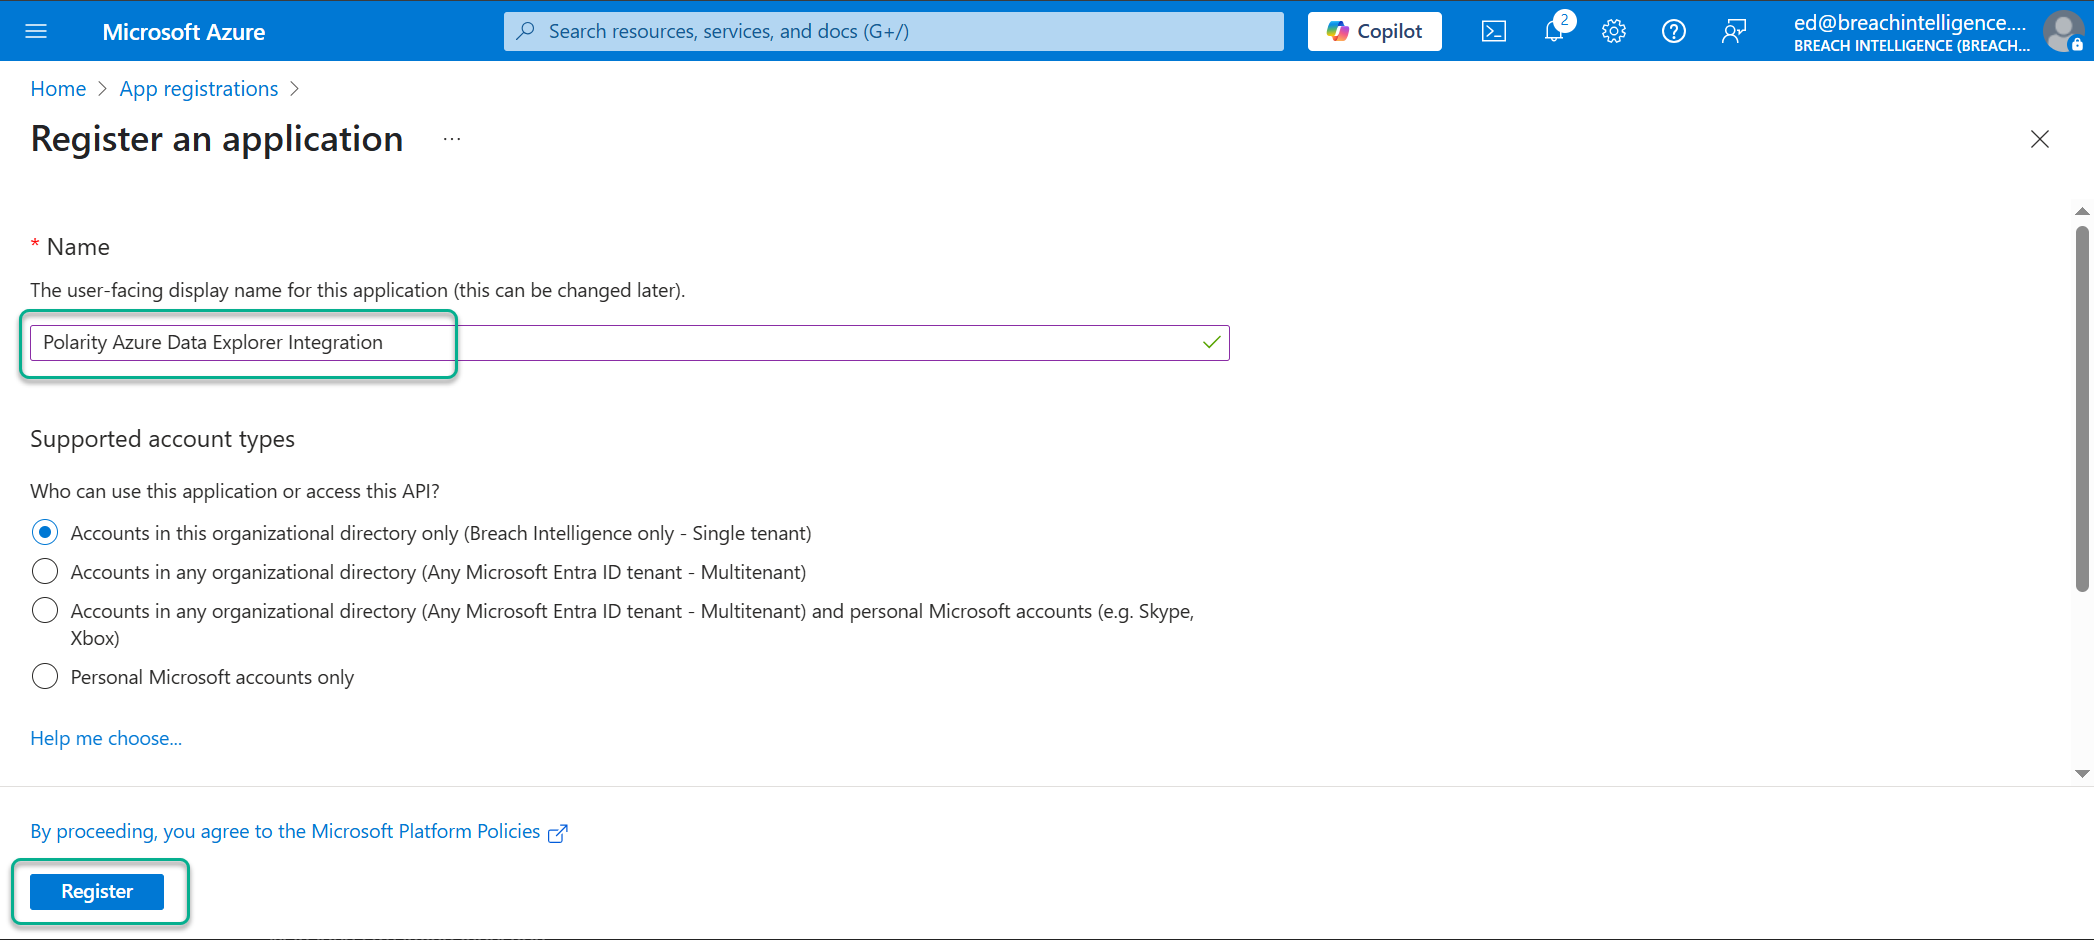 Microsoft Azure
Search resources, services, and docs (G+/)
Copilot
2
ed@breachintelligence....
BREACH INTELLIGENCE (BREACH...
Home > App registrations >
Register an application ...
* Name
The user-facing display name for this application (this can be changed later).
Polarity Azure Data Explorer Integration
Supported account types
Who can use this application or access this API?
Accounts in this organizational directory only (Breach Intelligence only - Single tenant)
Accounts in any organizational directory (Any Microsoft Entra ID tenant - Multitenant)
Accounts in any organizational directory (Any Microsoft Entra ID tenant - Multitenant) and personal Microsoft accounts (e.g. Skype,
Xbox)
Personal Microsoft accounts only
Help me choose...
By proceeding, you agree to the Microsoft Platform Policies
Register